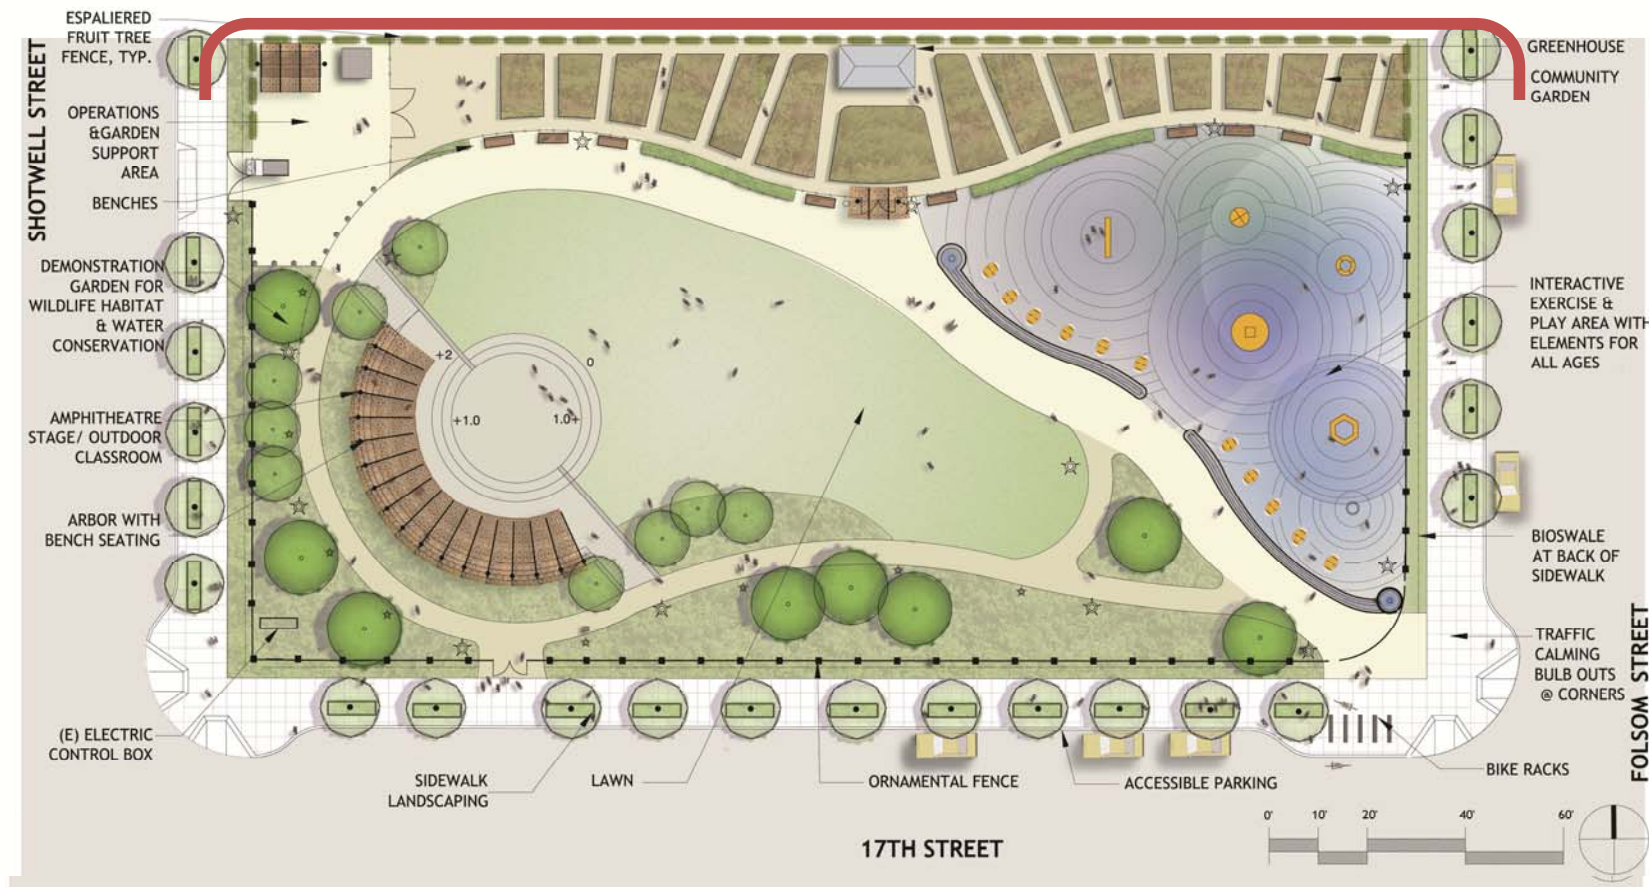 ESPALIERED
FRUIT TREE
FENCE, TYP.
SHOTWELL STREET
OPERATIONS
&GARDEN
SUPPORT
AREA
BENCHES
DEMONSTRATION
GARDEN FOR
WILDLIFE HABITAT
& WATER
CONSERVATION
AMPHITHEATRE
STAGE/ OUTDOOR
CLASSROOM
ARBOR WITH
BENCH SEATING
(E) ELECTRIC
CONTROL BOX
+2
0
+1.0
1.0+
SIDEWALK
LANDSCAPING
LAWN
ORNAMENTAL FENCE
ACCESSIBLE PARKING
BIKE RACKS
17TH STREET
GREENHOUSE
COMMUNITY
GARDEN
INTERACTIVE
EXERCISE &
PLAY AREA WITH
ELEMENTS FOR
ALL AGES
BIOSWALE
AT BACK OF
SIDEWALK
TRAFFIC
CALMING
BULB OUTS
@ CORNERS
FOLSOM STREET
0' 10' 20' 40' 60'